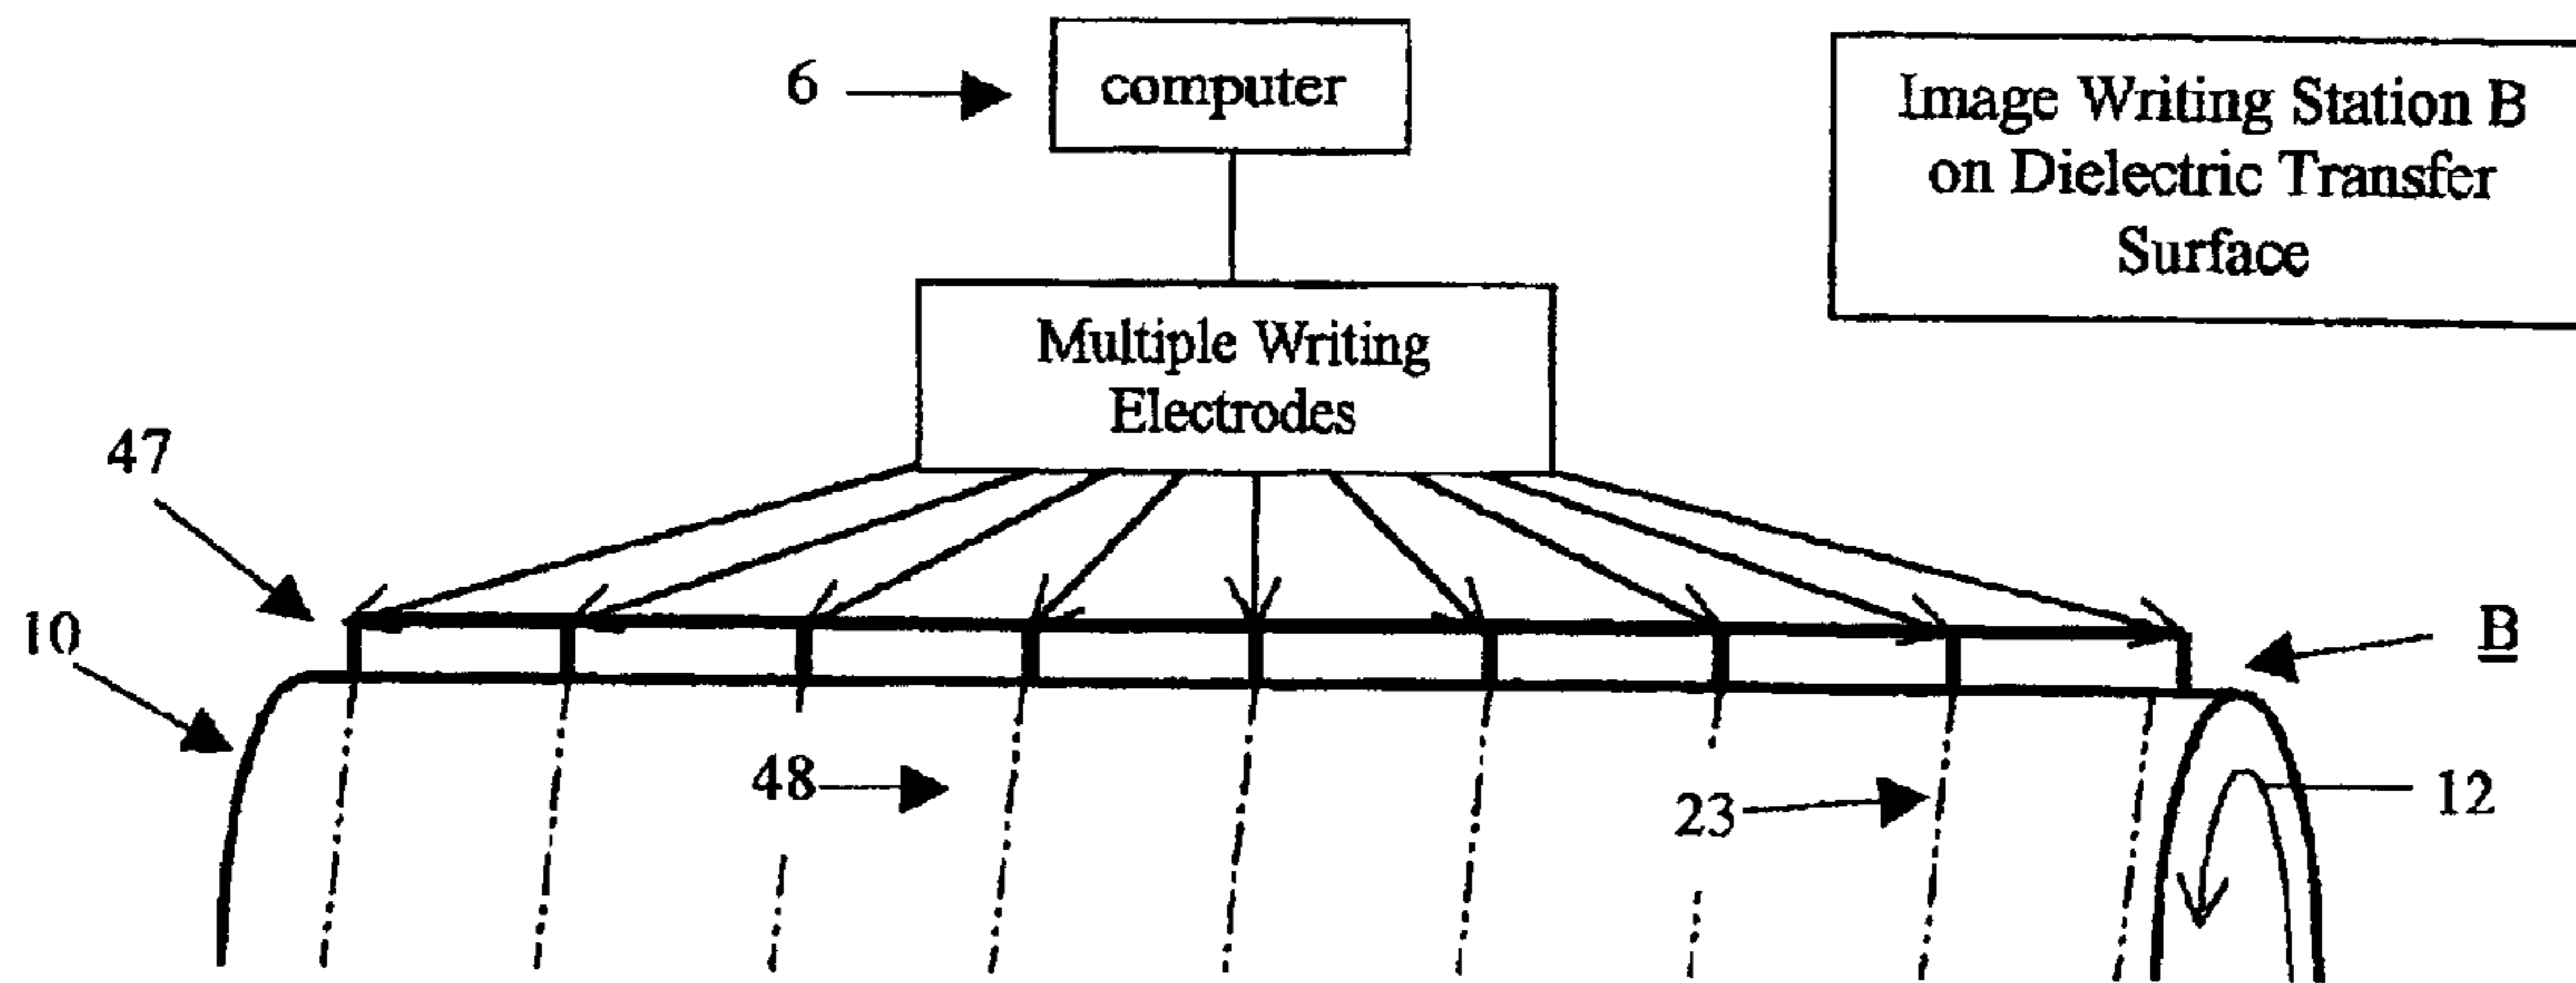 6
computer
Image Writing Station B
on Dielectric Transfer
Surface
Multiple Writing
Electrodes
47
10
B
48
23
12